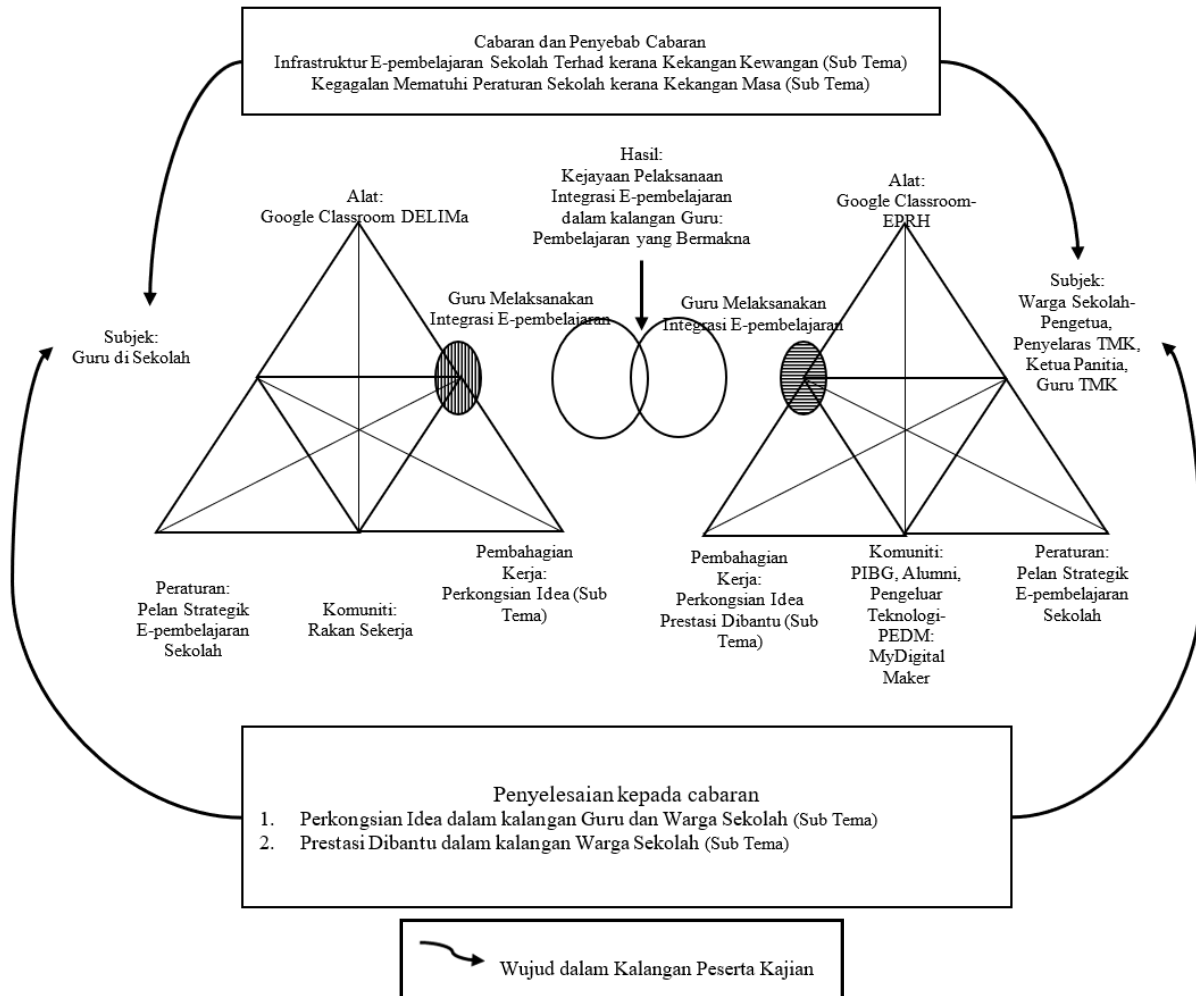 Cabaran dan Penyebab Cabaran
Infrastruktur E-pembelajaran Sekolah Terhad kerana Kekangan Kewangan (Sub Tema)
Kegagalan Mematuhi Peraturan Sekolah kerana Kekangan Masa (Sub Tema)
Alat:
Google Classroom DELIMa
Hasil:
Kejayaan Pelaksanaan
Integrasi E-pembelajaran
dalam kalangan Guru:
Pembelajaran yang Bermakna
Alat:
Google Classroom-
EPRH
Subjek:
Guru di Sekolah
Guru Melaksanakan
Integrasi E-pembelajaran
Guru Melaksanakan
Integrasi E-pembelajaran
Subjek:
Warga Sekolah-
Pengetua,
Penyelaras TMK,
Ketua Panitia,
Guru TMK
Peraturan:
Pelan Strategik
E-pembelajaran
Sekolah
Komuniti:
Rakan Sekerja
Pembahagian
Kerja:
Perkongsian Idea (Sub
Tema)
Pembahagian
Kerja:
Perkongsian Idea
Prestasi Dibantu (Sub
Tema)
Komuniti:
PIBG, Alumni,
Pengeluar
Teknologi-
PEDM:
MyDigital
Maker
Peraturan:
Pelan Strategik
E-pembelajaran
Sekolah
Penyelesaian kepada cabaran
1. Perkongsian Idea dalam kalangan Guru dan Warga Sekolah (Sub Tema)
2. Prestasi Dibantu dalam kalangan Warga Sekolah (Sub Tema)
Wujud dalam Kalangan Peserta Kajian